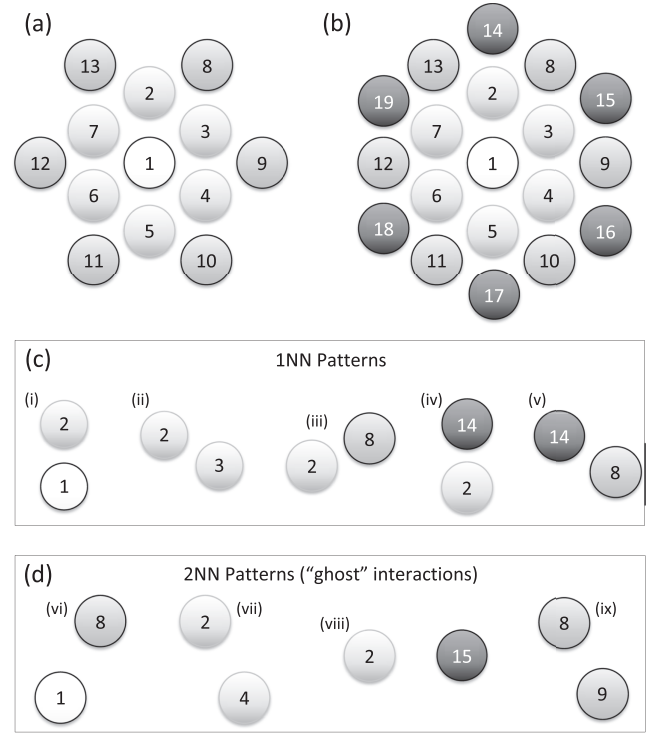 (a)
(b)
14
13 8
13 8
2
2
19 15
7 3
7 3
12 1 9
12 1 9
6 4
6 4
18 16
5
5
11 10
11 10
17
(c)
1NN Patterns
(i) 2
1
(ii) 2
3
(iii) 8
2
(iv) 14
2
(v) 14
8
(d)
2NN Patterns (“ghost” interactions)
(vi) 8
1
2 (vii)
4
(viii) 2 15
8 (ix)
9